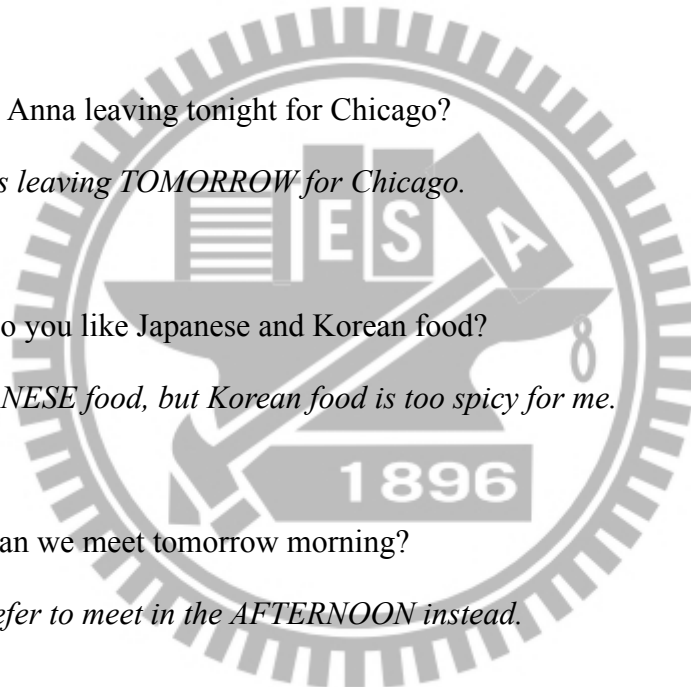 Anna leaving tonight for Chicago?
s leaving TOMORROW for Chicago.
E S A
o you like Japanese and Korean food?
NESE food, but Korean food is too spicy for me.
8
1896
an we meet tomorrow morning?
efer to meet in the AFTERNOON instead.